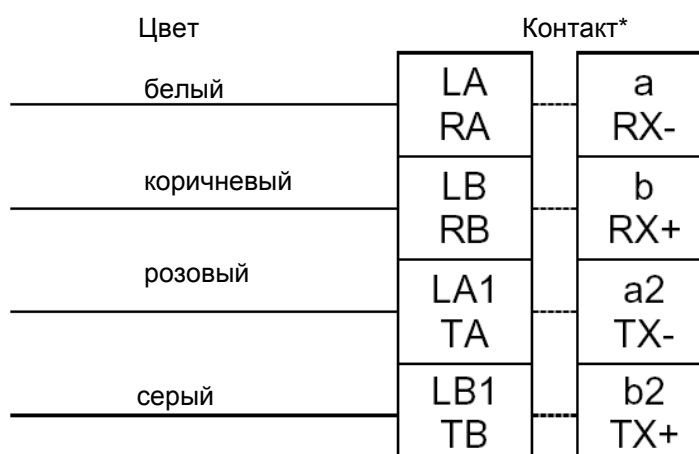 Цвет Контакт*
белый LA a
RA RX-
коричневый LB b
RB RX+
розовый LA1 a2
TA TX-
серый LB1 b2
TB TX+